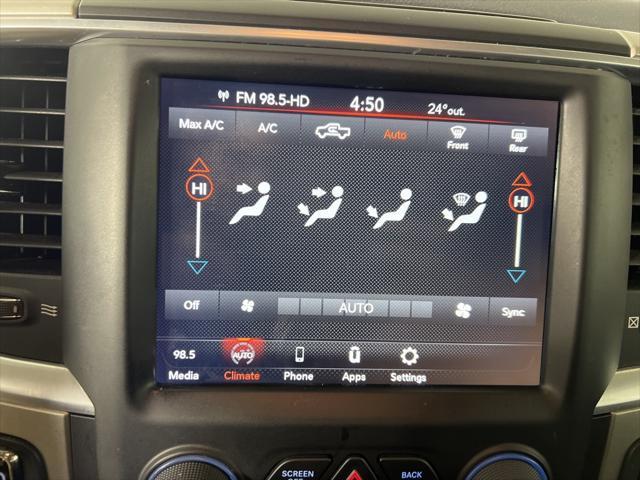 FM 98.5-HD 4:50 24° out.
Max A/C A/C Auto Front Rear
HI HI
Off AUTO Sync
98.5 AUTO
Media Climate Phone Apps Settings
SCREEN BACK
OFF